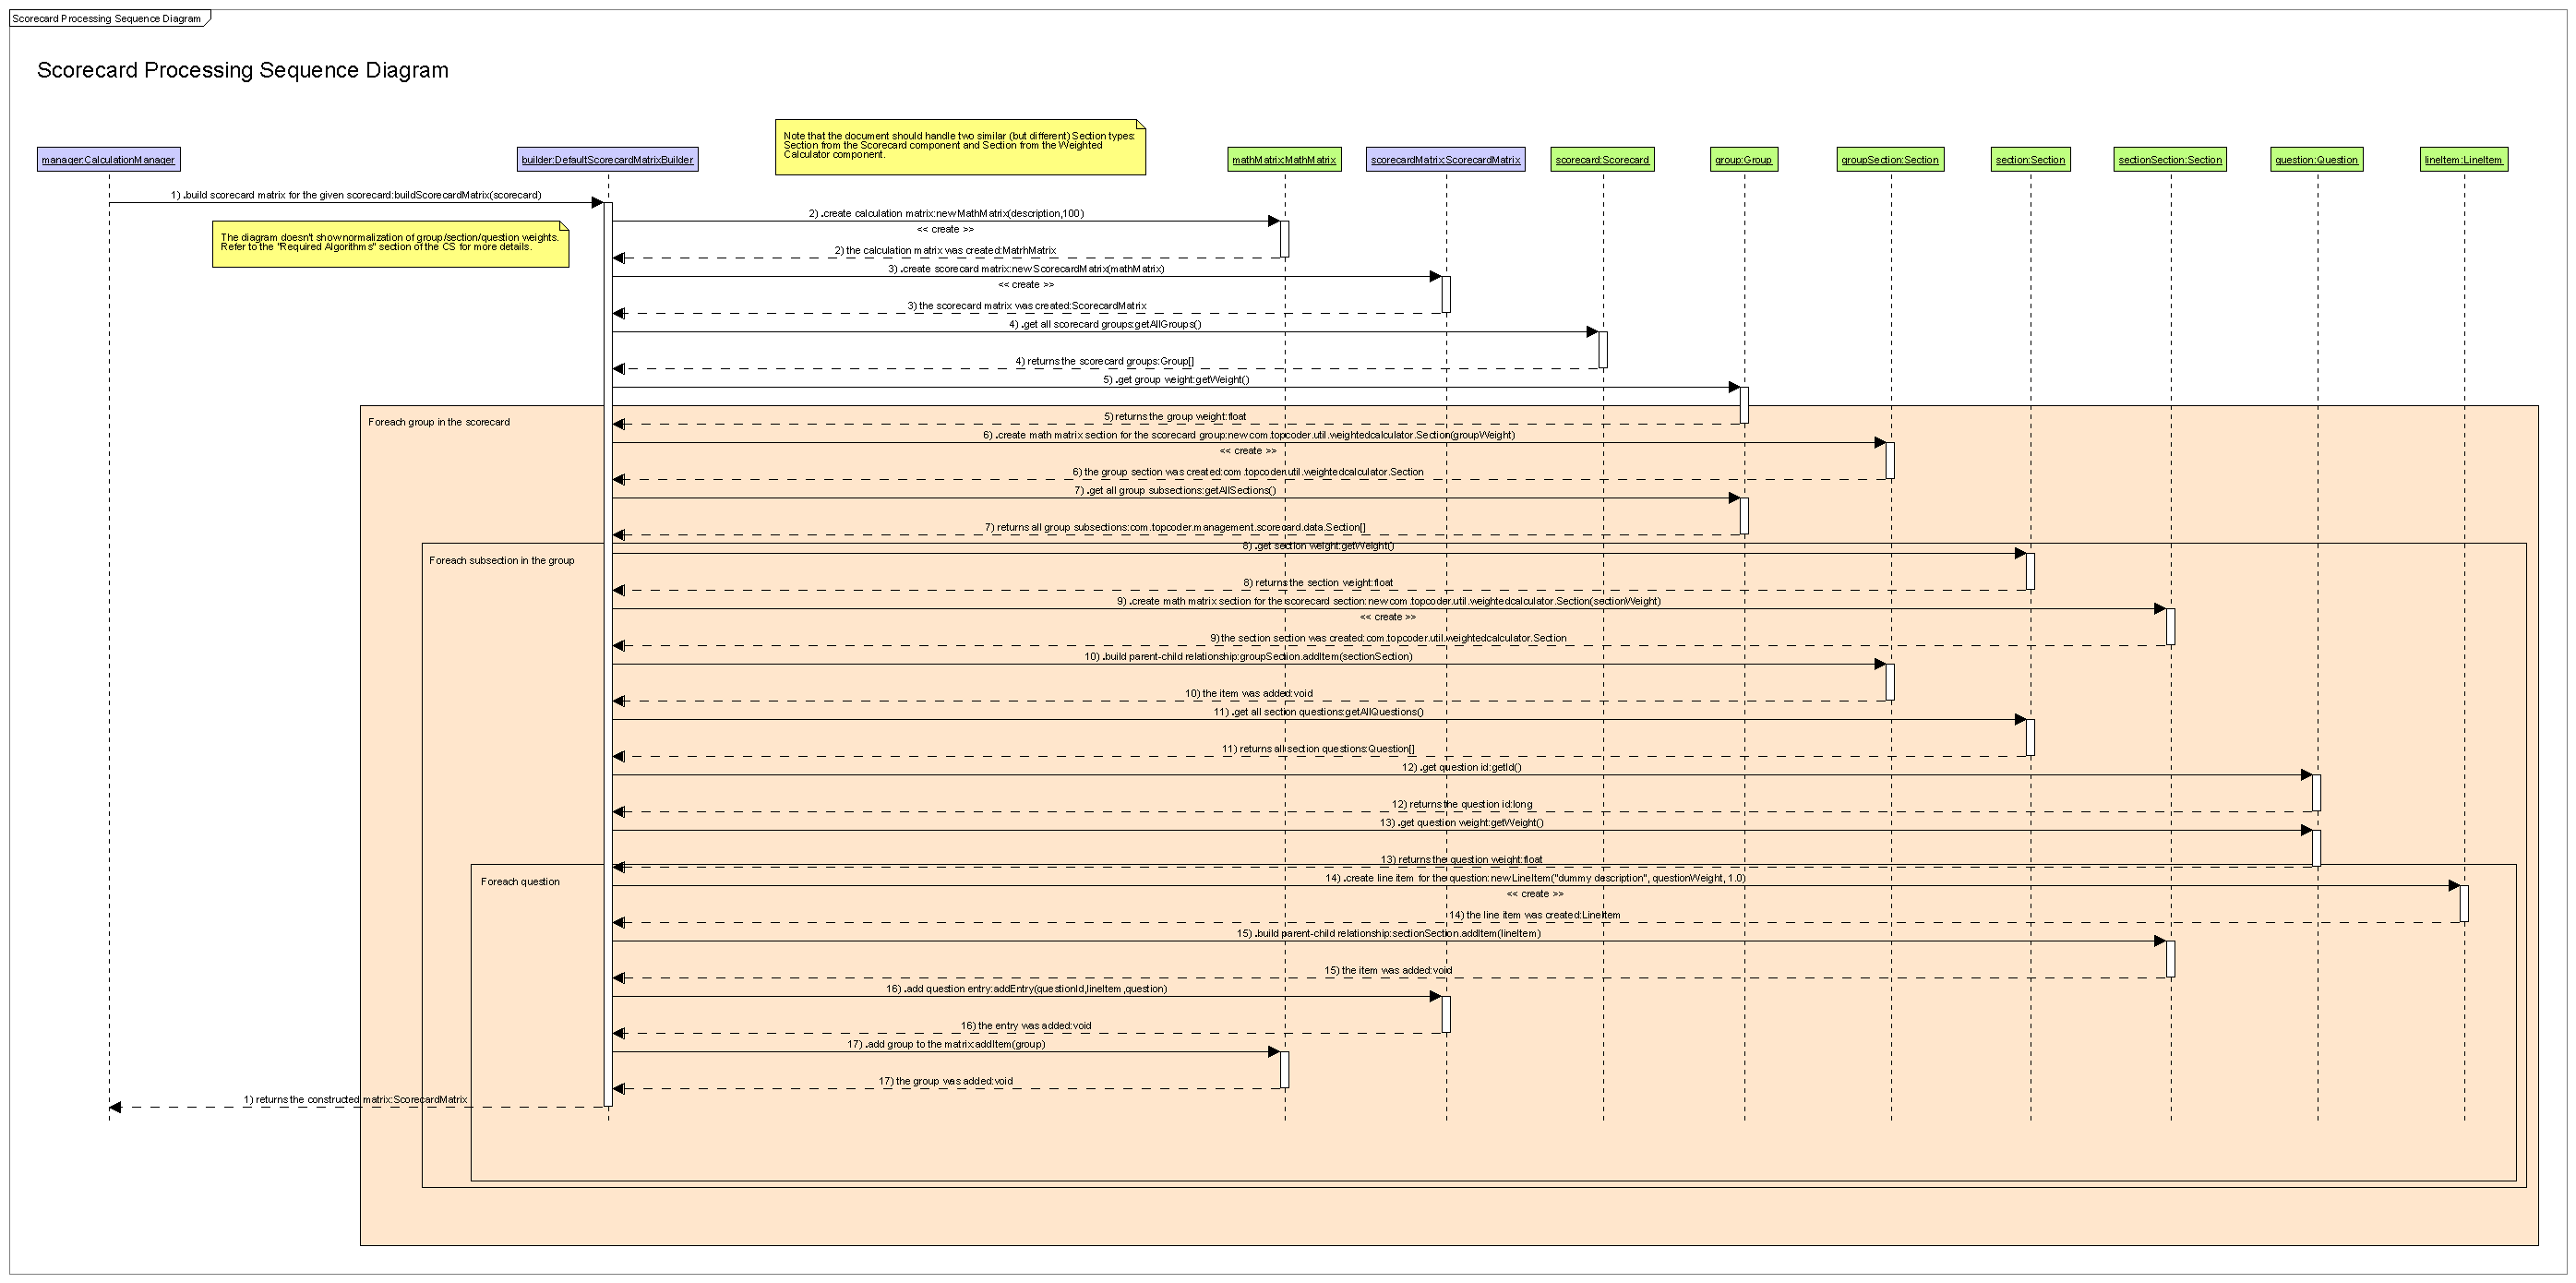 Scorecard Processing Sequence Diagram
Scorecard Processing Sequence Diagram
Note that the document should handle two similar (but different) Section types:
Section from the Scorecard component and Section from the Weighted
Calculator component.
manager:CalculationManager
builder:DefaultScorecardMatrixBuilder
mathMatrix:MathMatrix
scorecardMatrix:ScorecardMatrix
scorecard:Scorecard
group:Group
groupSection:Section
section:Section
sectionSection:Section
question:Question
lineItem:LineItem
1) .build scorecard matrix for the given scorecard:buildScorecardMatrix(scorecard)
2) .create calculation matrix:new MathMatrix(description,100)
<< create >>
The diagram doesn't show normalization of group/section/question weights.
Refer to the "Required Algorithms" section of the CS for more details.
2) the calculation matrix was created:MatrhMatrix
3) .create scorecard matrix:new ScorecardMatrix(mathMatrix)
<< create >>
3) the scorecard matrix was created:ScorecardMatrix
4) .get all scorecard groups:getAllGroups()
4) returns the scorecard groups:Group[]
5) .get group weight:getWeight()
Foreach group in the scorecard
5) returns the group weight:float
6) .create math matrix section for the scorecard group:new com.topcoder.util.weightedcalculator.Section(groupWeight)
<< create >>
6) the group section was created:com.topcoder.util.weightedcalculator.Section
7) .get all group subsections:getAllSections()
7) returns all group subsections:com.topcoder.management.scorecard.data.Section[]
8) .get section weight:getWeight()
Foreach subsection in the group
8) returns the section weight:float
9) .create math matrix section for the scorecard section:new com.topcoder.util.weightedcalculator.Section(sectionWeight)
<< create >>
9) the section section was created:com.topcoder.util.weightedcalculator.Section
10) .build parent-child relationship:groupSection.addItem(sectionSection)
10) the item was added:void
11) .get all section questions:getAllQuestions()
11) returns all section questions:Question[]
12) .get question id:getId()
12) returns the question id:long
13) .get question weight:getWeight()
13) returns the question weight:float
Foreach question
14) .create line item for the question:new LineItem("dummy description", questionWeight, 1.0)
<< create >>
14) the line item was created:LineItem
15) .build parent-child relationship:sectionSection.addItem(lineItem)
15) the item was added:void
16) .add question entry:addEntry(questionId,lineItem,question)
16) the entry was added:void
17) .add group to the matrix:addItem(group)
17) the group was added:void
1) returns the constructed matrix:ScorecardMatrix